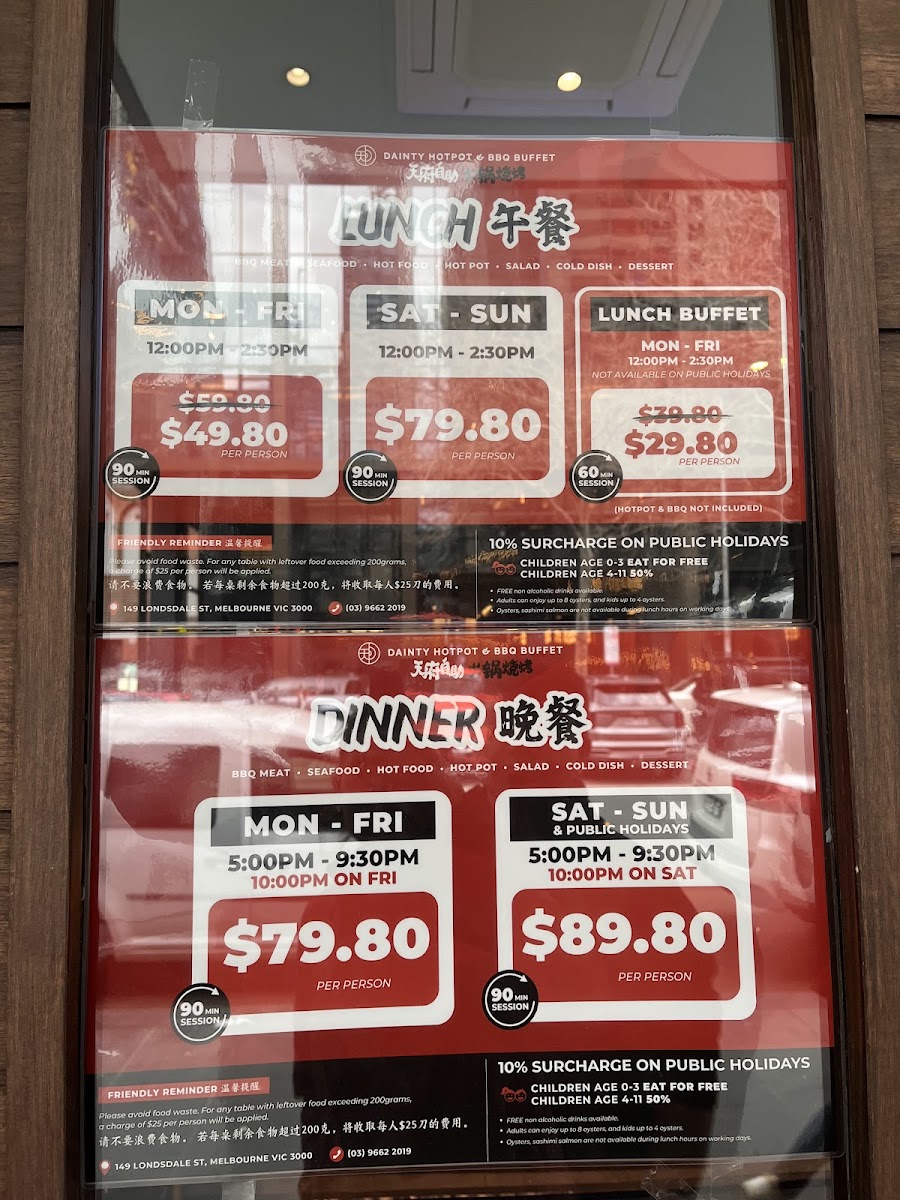 DAINTY HOTPOT & BBQ BUFFET
天府自助火锅烧烤
LUNCH 午餐
BBQ MEAT • SEAFOOD • HOT FOOD • HOT POT • SALAD • COLD DISH • DESSERT
MON - FRI
12:00PM - 2:30PM
$59.80
$49.80
PER PERSON
90 MIN
SESSION
SAT - SUN
12:00PM - 2:30PM
$79.80
PER PERSON
90 MIN
SESSION
LUNCH BUFFET
MON - FRI
12:00PM - 2:30PM
NOT AVAILABLE ON PUBLIC HOLIDAYS
$39.80
$29.80
PER PERSON
60 MIN
SESSION
(HOTPOT & BBQ NOT INCLUDED)
FRIENDLY REMINDER 温馨提醒
Please avoid food waste. For any table with leftover food exceeding 200grams,
a charge of $25 per person will be applied.
请不要浪费食物。 若每桌剩余食物超过200克，将收取每人$25刀的费用。
149 LONDSDALE ST, MELBOURNE VIC 3000 (03) 9662 2019
10% SURCHARGE ON PUBLIC HOLIDAYS
CHILDREN AGE 0-3 EAT FOR FREE
CHILDREN AGE 4-11 50%
• FREE non alcoholic drinks available.
• Adults can enjoy up to 8 oysters, and kids up to 4 oysters.
• Oysters, sashimi salmon are not available during lunch hours on working days.
DAINTY HOTPOT & BBQ BUFFET
天府自助火锅烧烤
DINNER 晚餐
BBQ MEAT • SEAFOOD • HOT FOOD • HOT POT • SALAD • COLD DISH • DESSERT
MON - FRI
5:00PM - 9:30PM
10:00PM ON FRI
$79.80
PER PERSON
90 MIN
SESSION
SAT - SUN
& PUBLIC HOLIDAYS
5:00PM - 9:30PM
10:00PM ON SAT
$89.80
PER PERSON
90 MIN
SESSION
FRIENDLY REMINDER 温馨提醒
Please avoid food waste. For any table with leftover food exceeding 200grams,
a charge of $25 per person will be applied.
请不要浪费食物。 若每桌剩余食物超过200克，将收取每人$25刀的费用。
149 LONDSDALE ST, MELBOURNE VIC 3000 (03) 9662 2019
10% SURCHARGE ON PUBLIC HOLIDAYS
CHILDREN AGE 0-3 EAT FOR FREE
CHILDREN AGE 4-11 50%
• FREE non alcoholic drinks available.
• Adults can enjoy up to 8 oysters, and kids up to 4 oysters.
• Oysters, sashimi salmon are not available during lunch hours on working days.